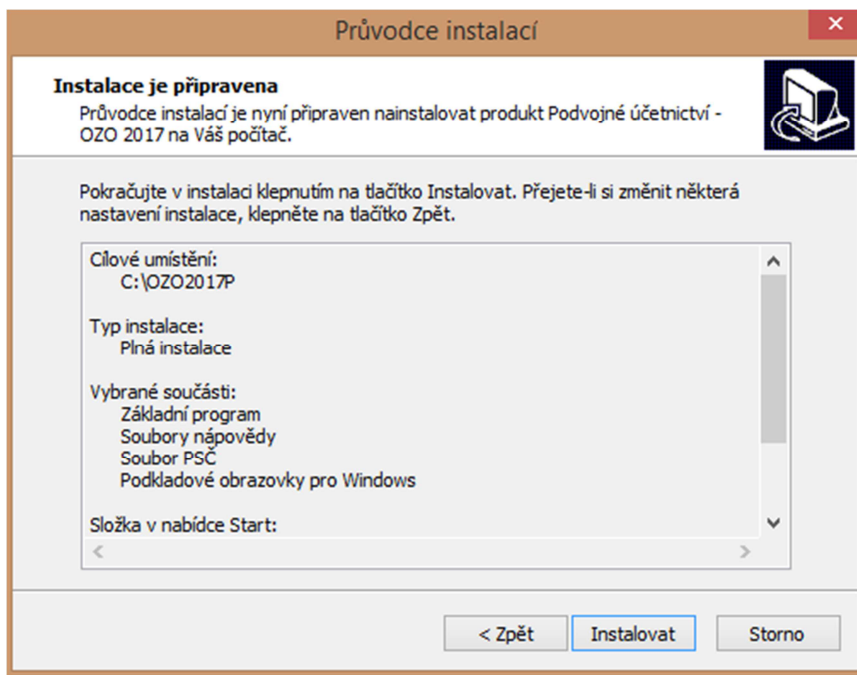 Průvodce instalací
Instalace je připravena
Průvodce instalací je nyní připraven nainstalovat produkt Podvojné účetnictví -
OZO 2017 na Váš počítač.
Pokračujte v instalaci klepnutím na tlačítko Instalovat. Přejete-li si změnit některá
nastavení instalace, klepněte na tlačítko Zpět.
Cílové umístění:
C:\OZO2017P
Typ instalace:
Plná instalace
Vybrané součásti:
Základní program
Soubory nápovědy
Soubor PSČ
Podkladové obrazovky pro Windows
Složka v nabídce Start:
< Zpět
Instalovat
Storno